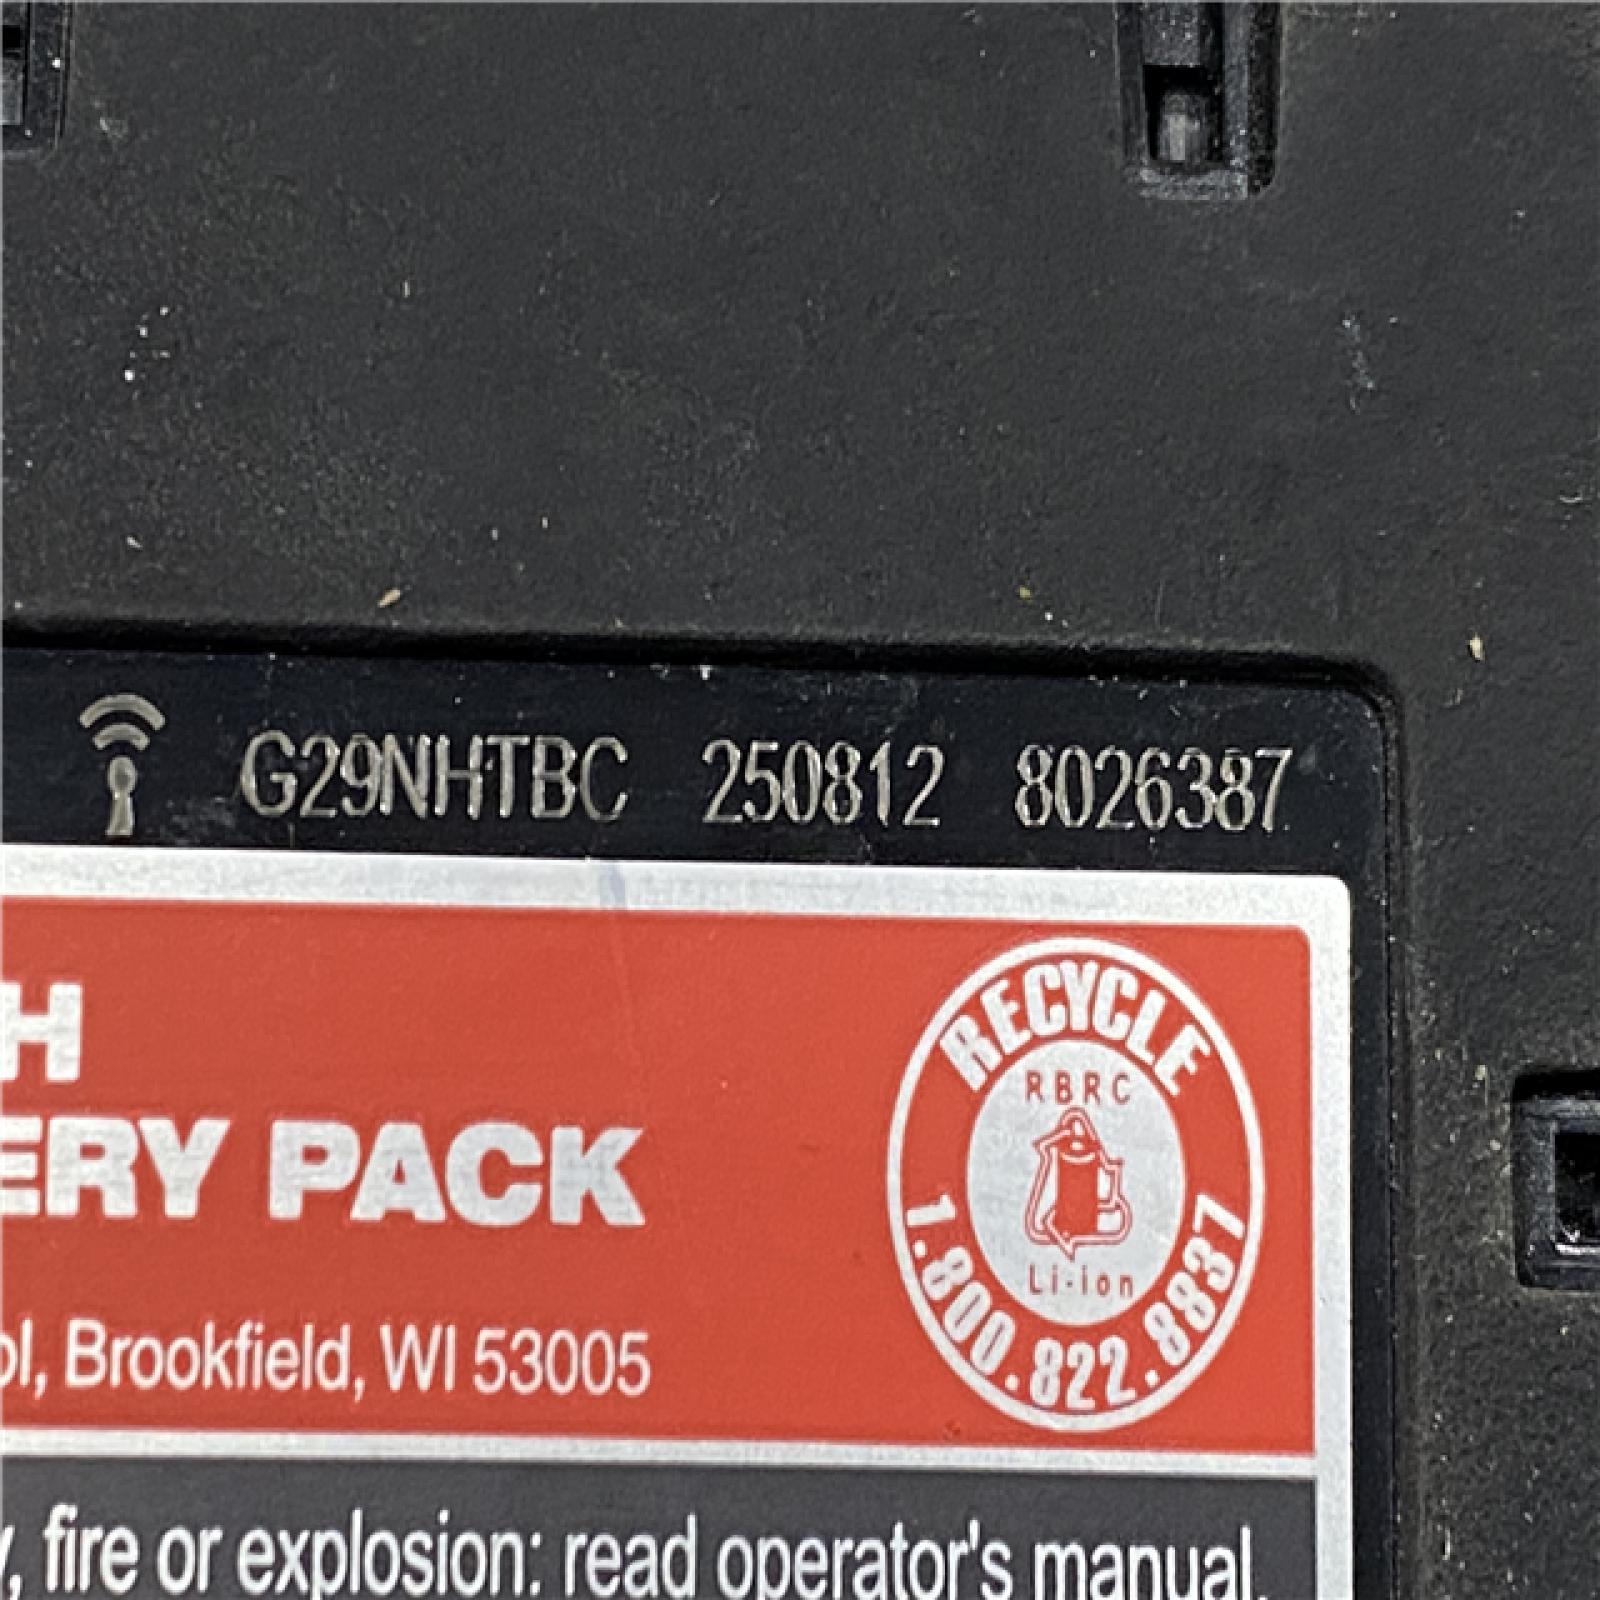 G29NHTBC 250812 8026387
H
ERY PACK
ol, Brookfield, WI 53005
RECYCLE
RBRC
Li-ion
1.800.822.8837
, fire or explosion: read operator's manual.